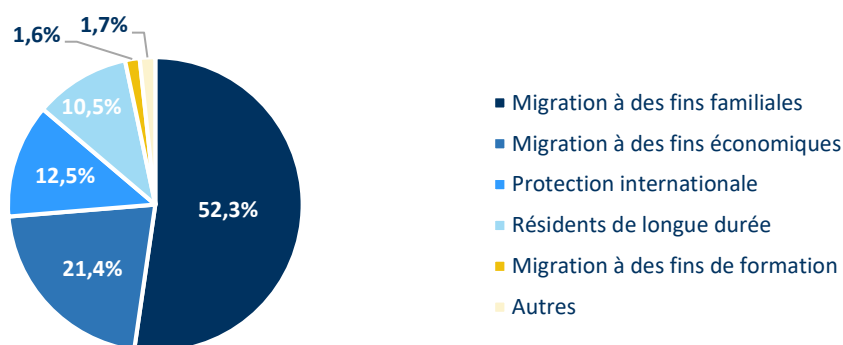 1,6%
1,7%
10,5%
12,5%
52,3%
21,4%
Migration à des fins familiales
Migration à des fins économiques
Protection internationale
Résidents de longue durée
Migration à des fins de formation
Autres